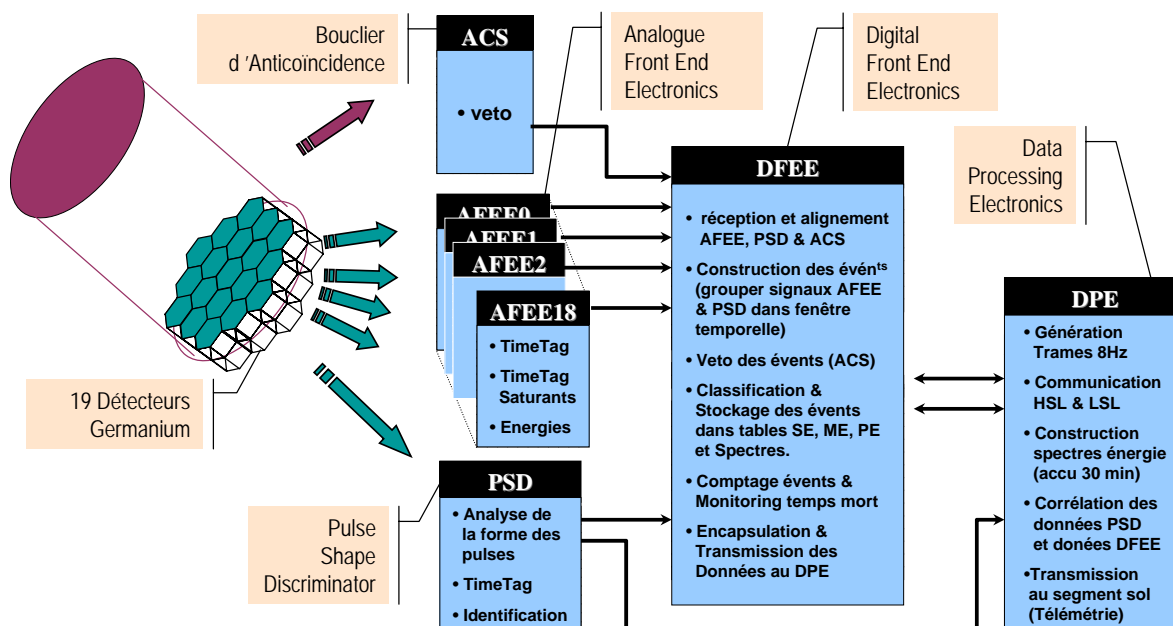 Bouclier
d 'Anticoïncidence
ACS
• veto
Analogue
Front End
Electronics
Digital
Front End
Electronics
Data
Processing
Electronics
19 Détecteurs
Germanium
AFEE0
AFEE1
AFEE2
AFEE18
• TimeTag
• TimeTag
Saturants
• Energies
Pulse
Shape
Discriminator
PSD
• Analyse de
la forme des
pulses
• TimeTag
• Identification
DFEE
• réception et alignement
AFEE, PSD & ACS
• Construction des événts
(grouper signaux AFEE
& PSD dans fenêtre
temporelle)
• Veto des évents (ACS)
• Classification &
Stockage des évents
dans tables SE, ME, PE
et Spectres.
• Comptage évents &
Monitoring temps mort
• Encapsulation &
Transmission des
Données au DPE
DPE
• Génération
Trames 8Hz
• Communication
HSL & LSL
• Construction
spectres énergie
(accu 30 min)
• Corrélation des
données PSD
et donées DFEE
•Transmission
au segment sol
(Télémétrie)